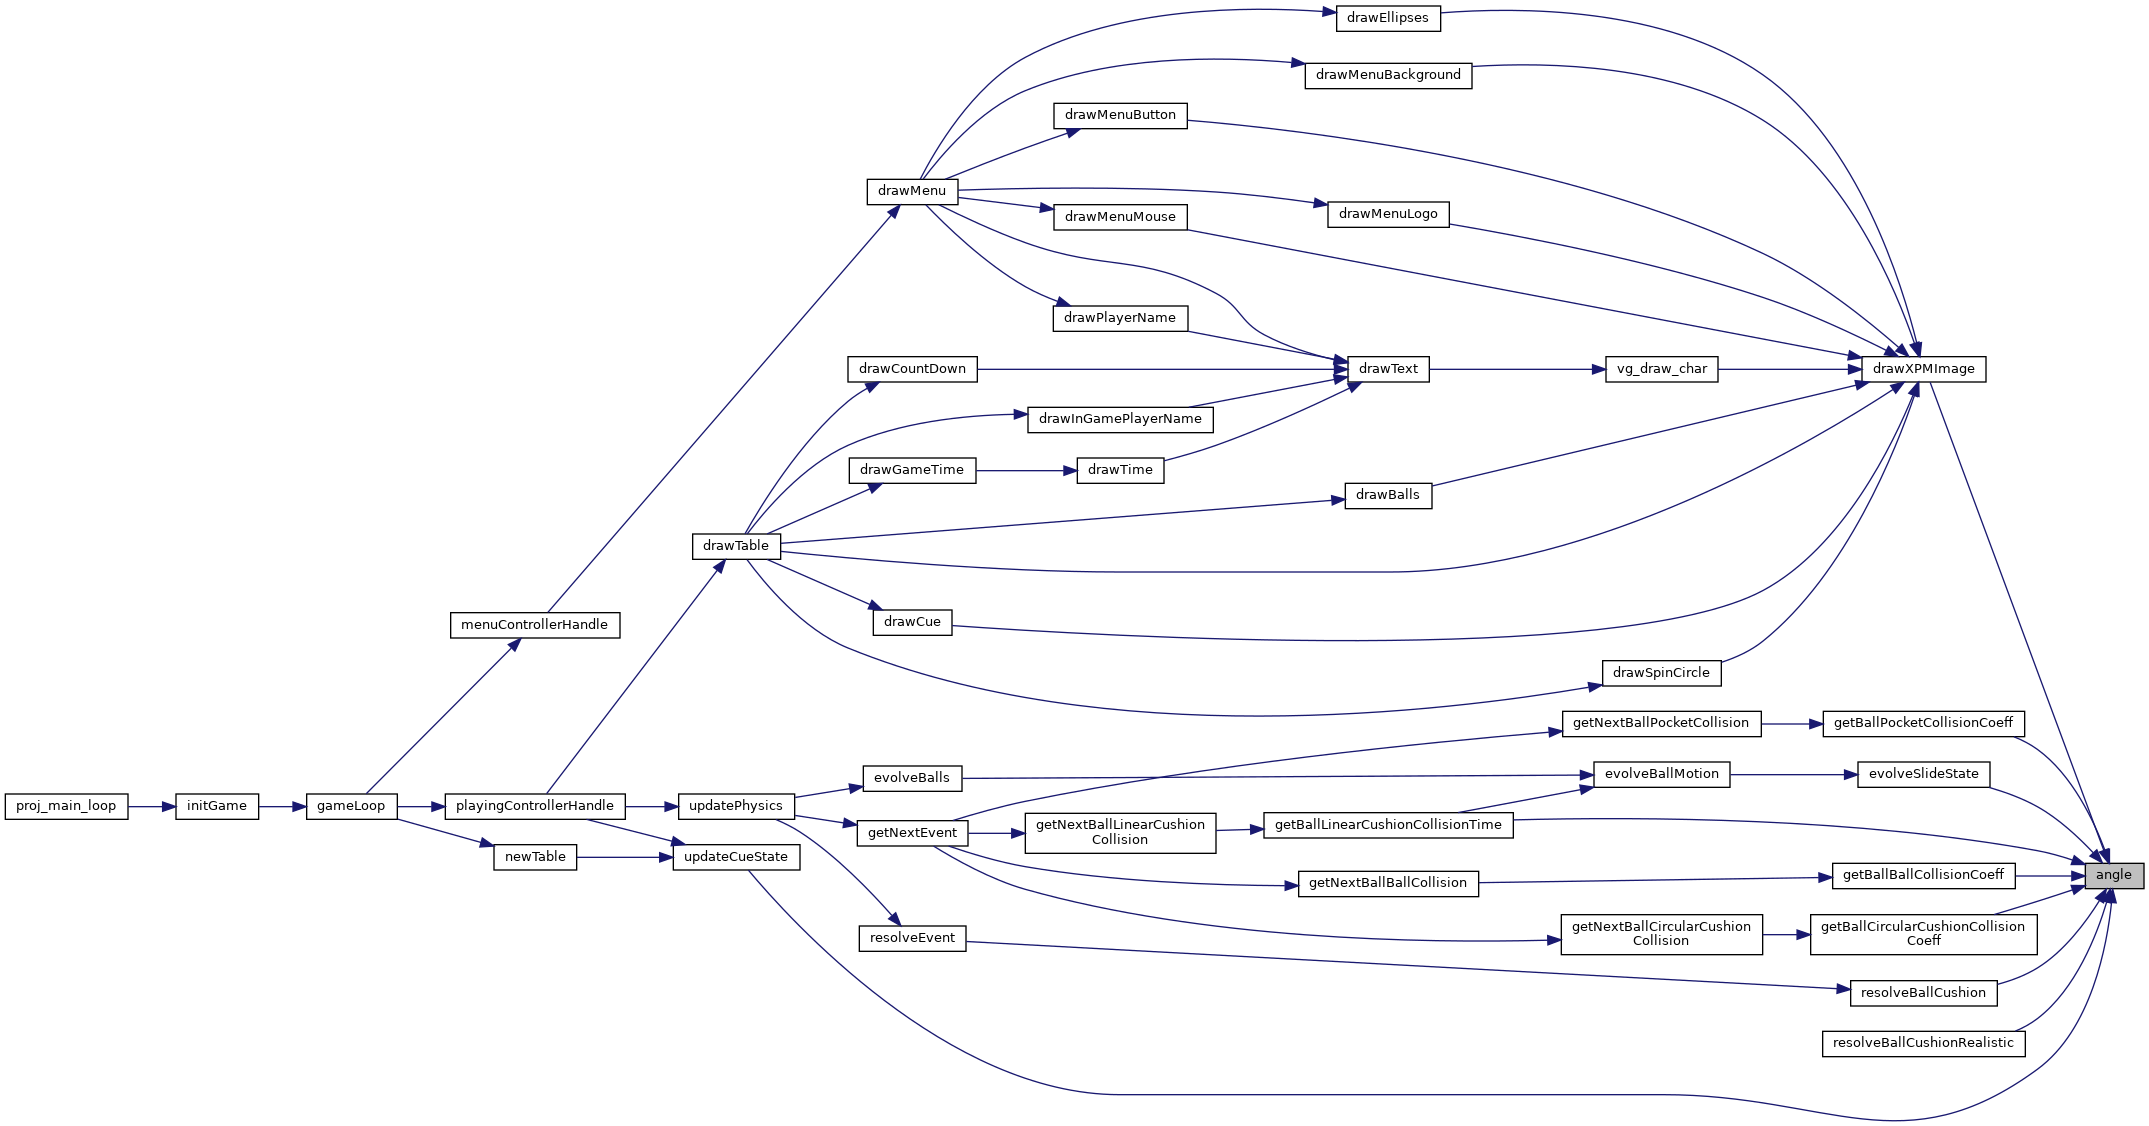 drawEllipses
drawMenuBackground
drawMenuButton
drawMenu
drawMenuLogo
drawMenuMouse
drawPlayerName
drawCountDown
drawText
vg_draw_char
drawXPMImage
drawInGamePlayerName
drawGameTime
drawTime
drawBalls
drawTable
drawCue
menuControllerHandle
drawSpinCircle
getNextBallPocketCollision
getBallPocketCollisionCoeff
evolveBalls
evolveBallMotion
evolveSlideState
proj_main_loop
initGame
gameLoop
playingControllerHandle
updatePhysics
getNextEvent
getNextBallLinearCushion
Collision
getBallLinearCushionCollisionTime
newTable
updateCueState
getNextBallBallCollision
getBallBallCollisionCoeff
angle
resolveEvent
getNextBallCircularCushion
Collision
getBallCircularCushionCollision
Coeff
resolveBallCushion
resolveBallCushionRealistic